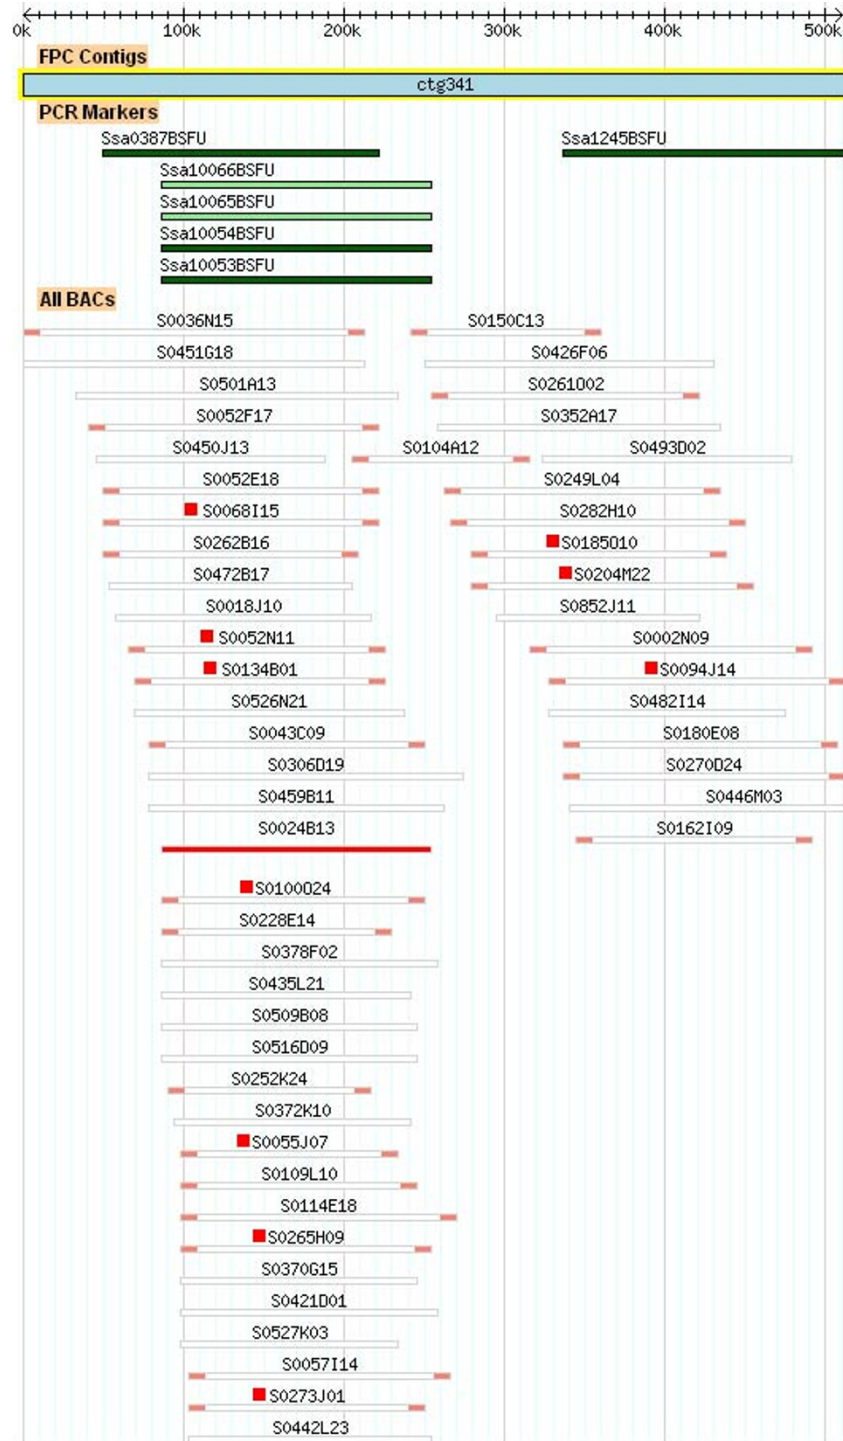 0k 100k 200k 300k 400k 500k
FPC Contigs
ctg341
PCR Markers
Ssa0387BSFU Ssa1245BSFU
Ssa10066BSFU
Ssa10065BSFU
Ssa10054BSFU
Ssa10053BSFU
All BACs
S0036N15 S0150C13
S0451G18 S0426F06
S0501A13 S0261O02
S0052F17 S0352A17
S0450J13 S0104A12 S0493D02
S0052E18 S0249L04
S0068I15 S0282H10
S0262B16 S0185O10
S0472B17 S0204M22
S0018J10 S0852J11
S0052N11 S0002N09
S0134B01 S0094J14
S0526N21 S0482I14
S0043C09 S0180E08
S0306D19 S0270D24
S0459B11 S0446M03
S0024B13 S0162I09
S0100O24
S0228E14
S0378F02
S0435L21
S0509B08
S0516D09
S0252K24
S0372K10
S0055J07
S0109L10
S0114E18
S0265H09
S0370G15
S0421D01
S0527K03
S0057I14
S0273J01
S0442L23